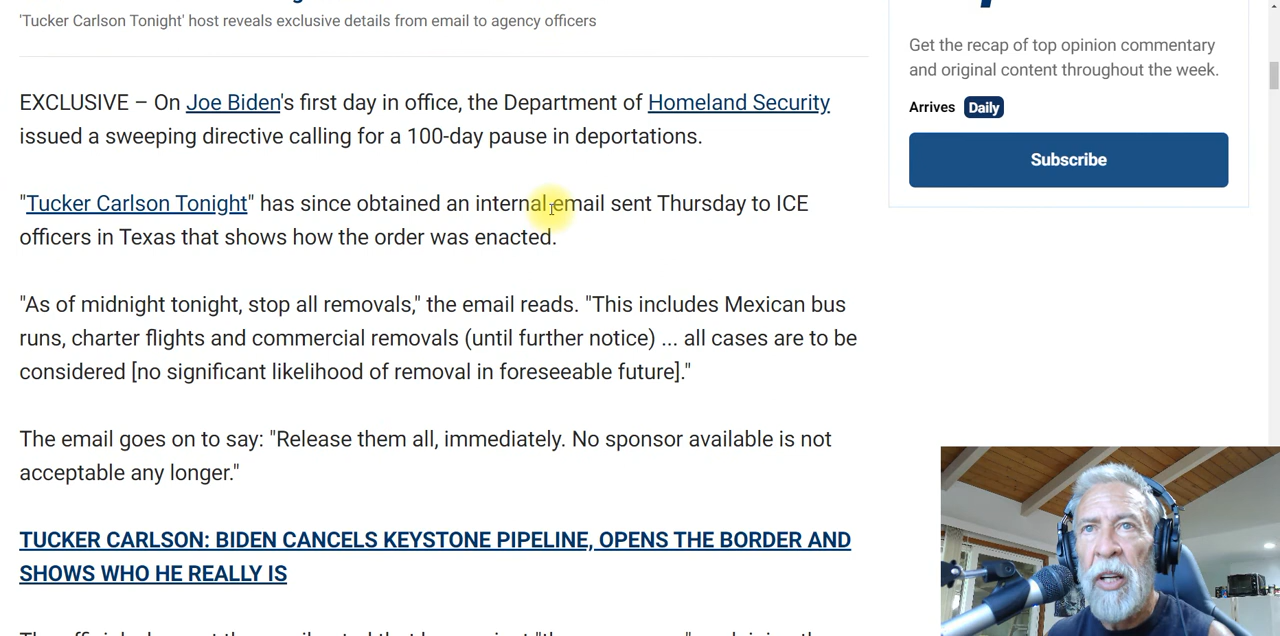 'Tucker Carlson Tonight' host reveals exclusive details from email to agency officers
EXCLUSIVE – On Joe Biden's first day in office, the Department of Homeland Security
issued a sweeping directive calling for a 100-day pause in deportations.
"Tucker Carlson Tonight" has since obtained an internal email sent Thursday to ICE
officers in Texas that shows how the order was enacted.
"As of midnight tonight, stop all removals," the email reads. "This includes Mexican bus
runs, charter flights and commercial removals (until further notice) ... all cases are to be
considered [no significant likelihood of removal in foreseeable future]."
The email goes on to say: "Release them all, immediately. No sponsor available is not
acceptable any longer."
TUCKER CARLSON: BIDEN CANCELS KEYSTONE PIPELINE, OPENS THE BORDER AND
SHOWS WHO HE REALLY IS
Get the recap of top opinion commentary
and original content throughout the week.
Arrives Daily
Subscribe